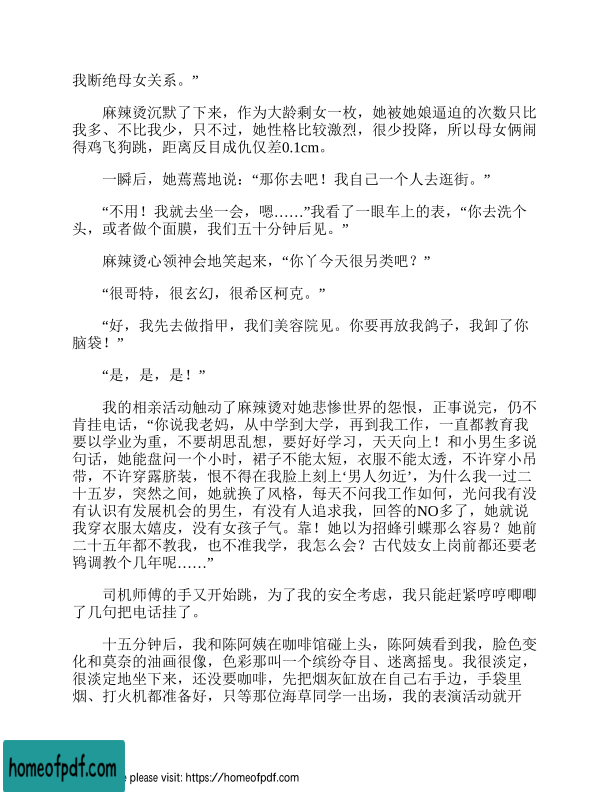 我断绝母女关系。”
麻辣烫沉默了下来，作为大龄剩女一枚，她被她娘逼迫的次数只比
我多、不比我少，只不过，她性格比较激烈，很少投降，所以母女俩闹
得鸡飞狗跳，距离反目成仇仅差0.1cm。
一瞬后，她蔫蔫地说：“那你去吧！我自己一个人去逛街。”
“不用！我就去坐一会，嗯……”我看了一眼车上的表，“你去洗个
头，或者做个面膜，我们五十分钟后见。”
麻辣烫心领神会地笑起来，“你丫今天很另类吧？”
“很哥特，很玄幻，很希区柯克。”
“好，我先去做指甲，我们美容院见。你要再放我鸽子，我卸了你
脑袋！”
“是，是，是！”
我的相亲活动触动了麻辣烫对她悲惨世界的怨恨，正事说完，仍不
肯挂电话，“你说我老妈，从中学到大学，再到我工作，一直都教育我
要以学业为重，不要胡思乱想，要好好学习，天天向上！和小男生多说
句话，她能盘问一个小时，裙子不能太短，衣服不能太透，不许穿小吊
带，不许穿露脐装，恨不得在我脸上刻上‘男人勿近’，为什么我一过二
十五岁，突然之间，她就换了风格，每天不问我工作如何，光问我有没
有认识有发展机会的男生，有没有人追求我，回答的NO多了，她就说
我穿衣服太嬉皮，没有女孩子气。靠！她以为招蜂引蝶那么容易？她前
二十五年都不教我，也不准我学，我怎么会？古代妓女上岗前都还要老
鸨调教个几年呢……”
司机师傅的手又开始跳，为了我的安全考虑，我只能赶紧哼哼唧唧
了几句把电话挂了。
十五分钟后，我和陈阿姨在咖啡馆碰上头，陈阿姨看到我，脸色变
化和莫奈的油画很像，色彩那叫一个缤纷夺目、迷离摇曳。我很淡定，
很淡定地坐下来，还没要咖啡，先把烟灰缸放在自己右手边，手袋里
烟、打火机都准备好，只等那位海草同学一出场，我的表演活动就开
homeofpdf.com
e please visit: https://homeofpdf.com